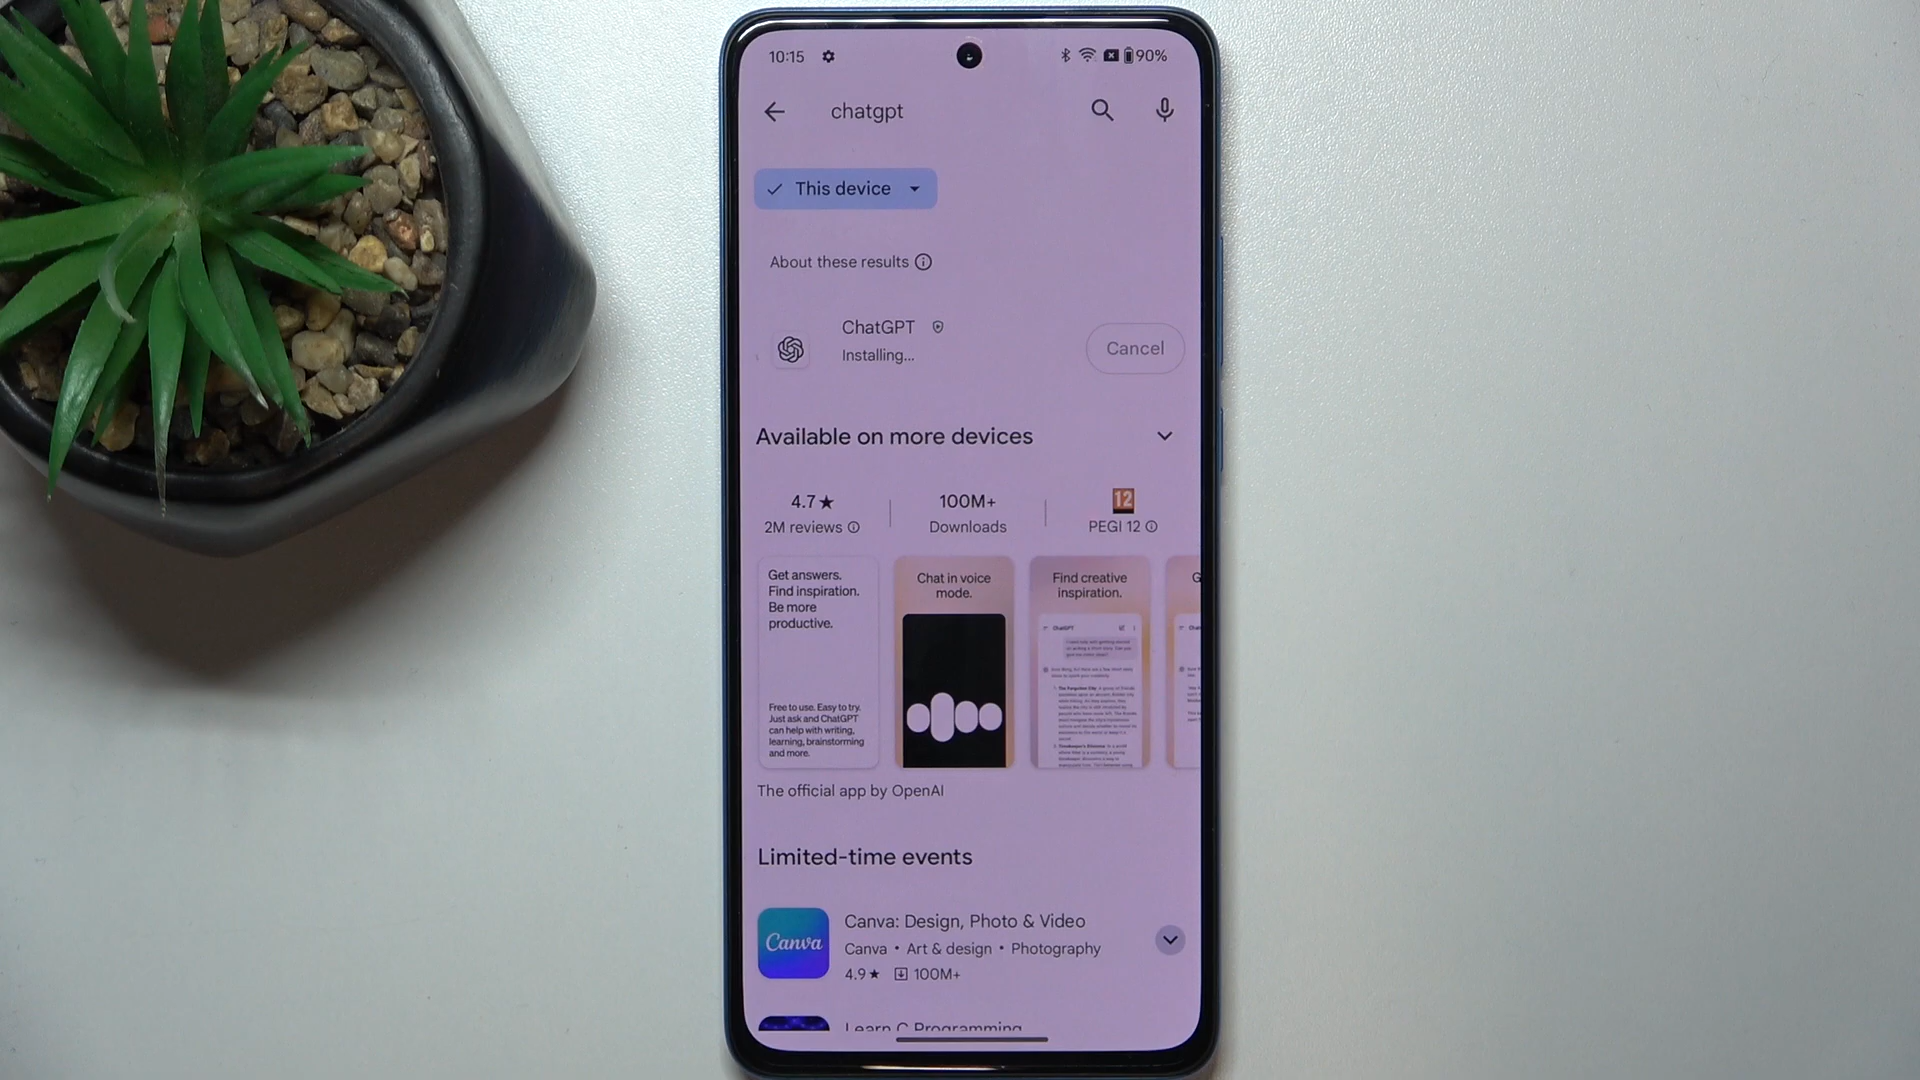 10:15
90%
chatgpt
This device
About these results
ChatGPT
Installing...
Cancel
Available on more devices
4.7★
2M reviews
100M+
Downloads
12
PEGI 12
Get answers.
Find inspiration.
Be more
productive.
Free to use. Easy to try.
Just ask and ChatGPT
can help with writing,
learning, brainstorming
and more.
Chat in voice
mode.
Find creative
inspiration.
ChatGPT
G
The official app by OpenAI
Limited-time events
Canva
Canva: Design, Photo & Video
Canva • Art & design • Photography
4.9★ 100M+
Learn C Programming